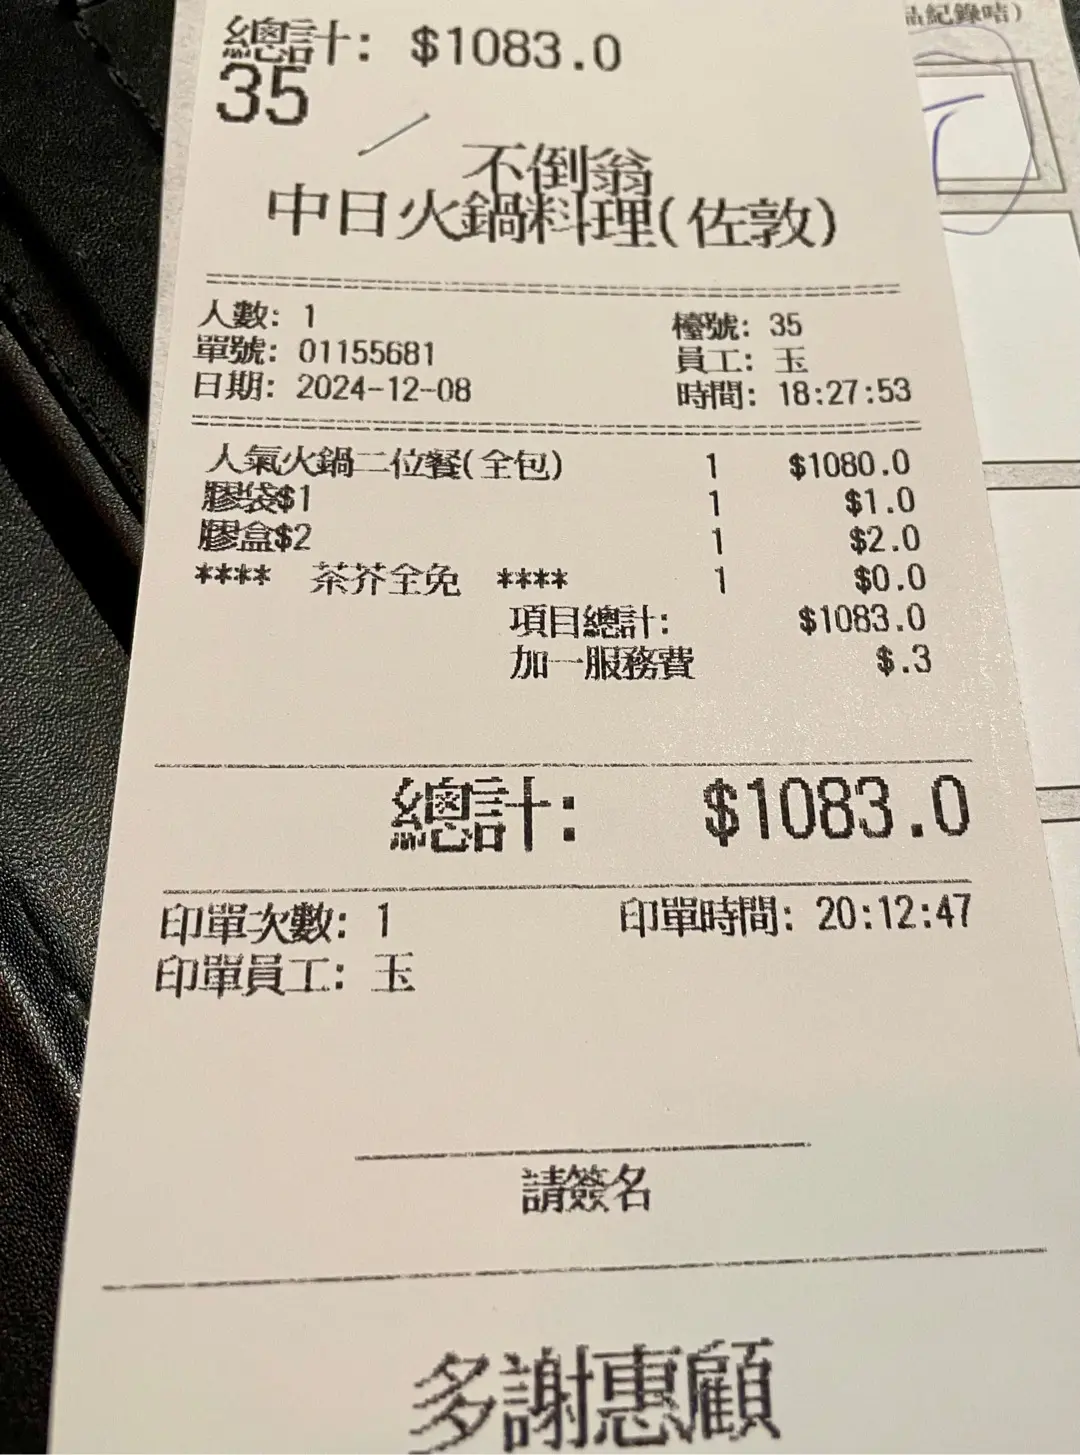 總計: $1083.0
35
不倒翁
中日火鍋料理(佐敦)
人數: 1 檯號: 35
單號: 01155681 員工: 玉
日期: 2024-12-08 時間: 18:27:53
人氣火鍋二位餐(全包) 1 $1080.0
膠袋$1 1 $1.0
膠盒$2 1 $2.0
**** 茶芥全免 **** 1 $0.0
項目總計: $1083.0
加一服務費 $.3
總計: $1083.0
印單次數: 1 印單時間: 20:12:47
印單員工: 玉
請簽名
多謝惠顧